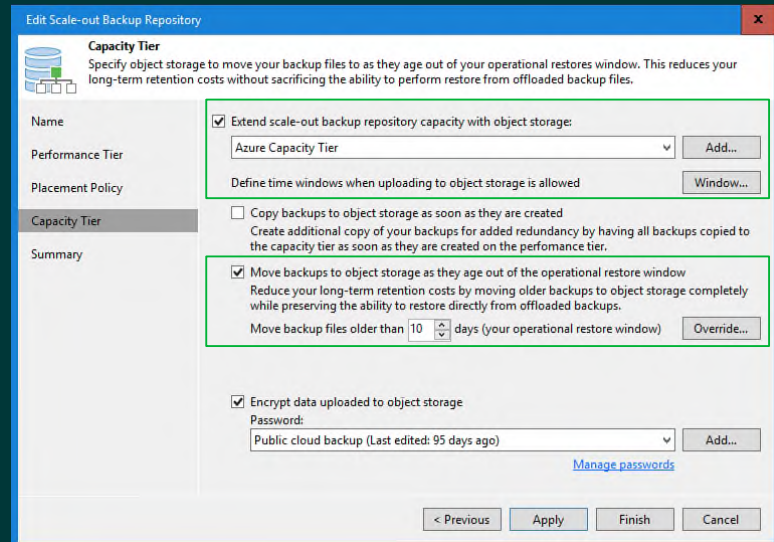 Edit Scale-out Backup Repository
x
Capacity Tier
Specify object storage to move your backup files to as they age out of your operational restores window. This reduces your
long-term retention costs without sacrificing the ability to perform restore from offloaded backup files.
Name
Performance Tier
Placement Policy
Capacity Tier
Summary
Extend scale-out backup repository capacity with object storage:
Azure Capacity Tier
Add...
Define time windows when uploading to object storage is allowed
Window...
Copy backups to object storage as soon as they are created
Create additional copy of your backups for added redundancy by having all backups copied to
the capacity tier as soon as they are created on the perfomance tier.
Move backups to object storage as they age out of the operational restore window
Reduce your long-term retention costs by moving older backups to object storage completely
while preserving the ability to restore directly from offloaded backups.
Move backup files older than 10 days (your operational restore window)
Override...
Encrypt data uploaded to object storage
Password:
Public cloud backup (Last edited: 95 days ago)
Add...
Manage passwords
< Previous
Apply
Finish
Cancel